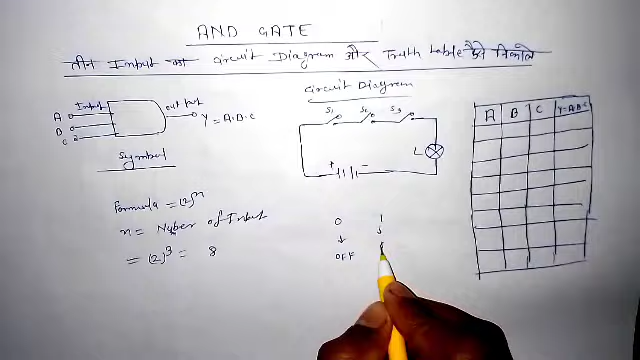 AND GATE
तीन Input का Circuit Diagram और Truth table कैसे निकाले
Circuit Diagram
Input
out put
A
B
C
Y = A·B·C
Symbol
S1 S2 S3
L
+ −
A B C Y=A·B·C
Formula = (2)^n
n = Nyber of Input
= (2)^3 = 8
0 1
↓ ↓
OFF